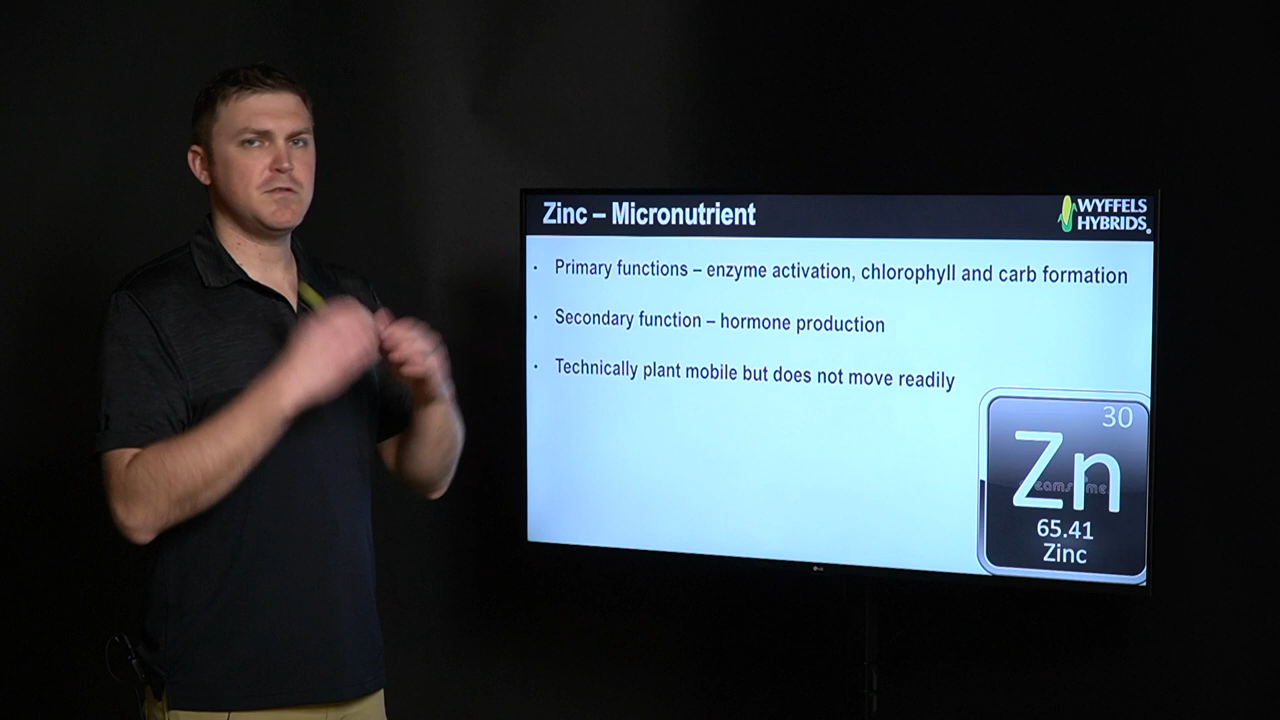 Zinc – Micronutrient
WYFFELS
HYBRIDS®
· Primary functions – enzyme activation, chlorophyll and carb formation
· Secondary function – hormone production
· Technically plant mobile but does not move readily
30
Zn
65.41
Zinc
LG